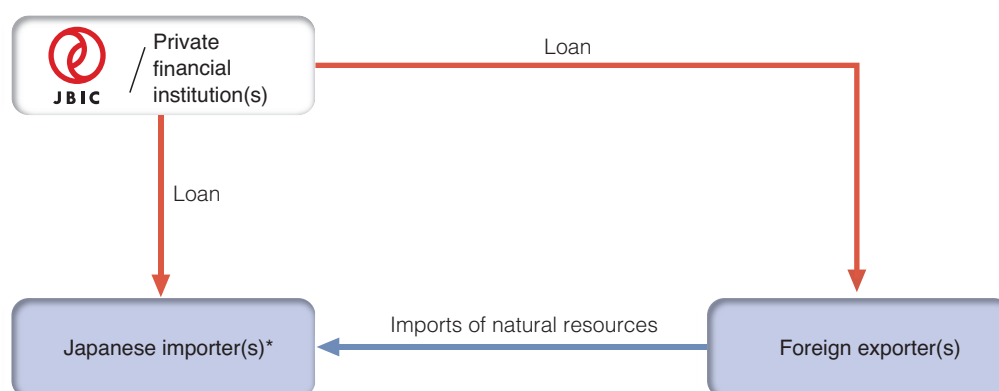 Loan
JBIC
/
Private
financial
institution(s)
Loan
Japanese importer(s)*
Imports of natural resources
Foreign exporter(s)